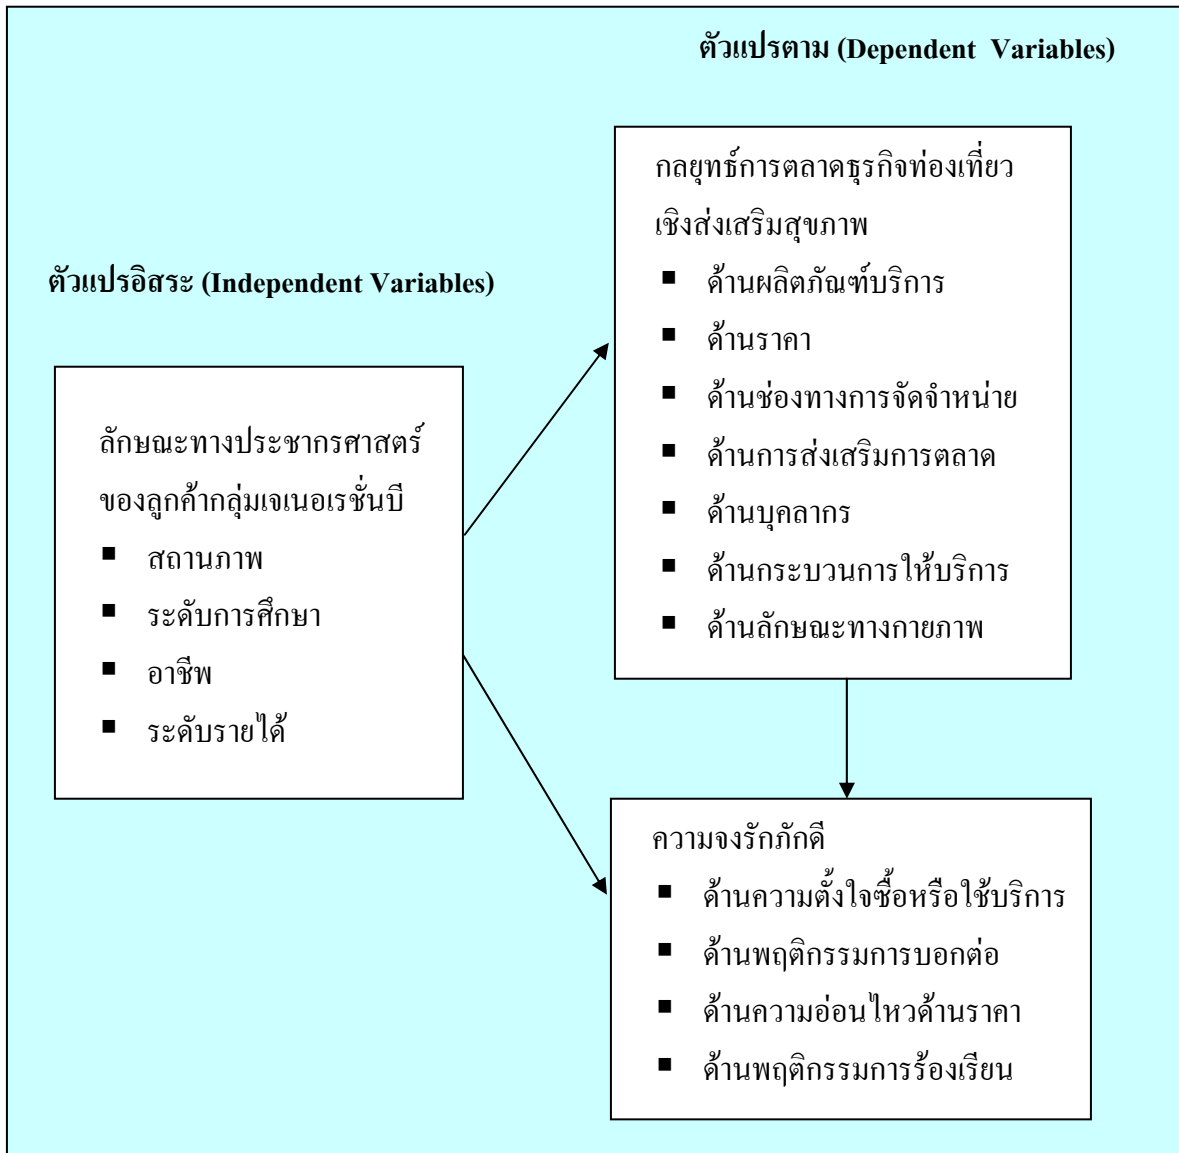 ตัวแปรตาม (Dependent Variables)
กลยุทธ์การตลาดธุรกิจท่องเที่ยว
เชิงส่งเสริมสุขภาพ
▪ ด้านผลิตภัณฑ์บริการ
▪ ด้านราคา
▪ ด้านช่องทางการจัดจำหน่าย
▪ ด้านการส่งเสริมการตลาด
▪ ด้านบุคลากร
▪ ด้านกระบวนการให้บริการ
▪ ด้านลักษณะทางกายภาพ
ตัวแปรอิสระ (Independent Variables)
ลักษณะทางประชากรศาสตร์
ของลูกค้ากลุ่มเจเนอเรชั่นบี
▪ สถานภาพ
▪ ระดับการศึกษา
▪ อาชีพ
▪ ระดับรายได้
ความจงรักภักดี
▪ ด้านความตั้งใจซื้อหรือใช้บริการ
▪ ด้านพฤติกรรมการบอกต่อ
▪ ด้านความอ่อนไหวด้านราคา
▪ ด้านพฤติกรรมการร้องเรียน